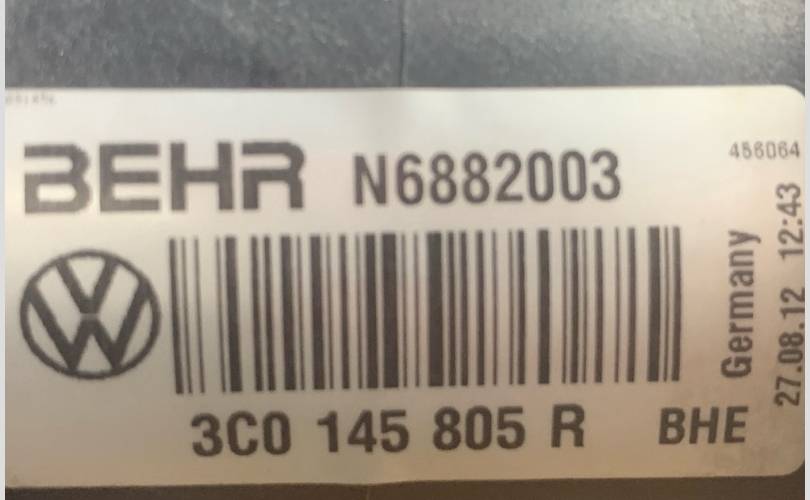 BEHR N6882003
456064
3C0 145 805 R BHE
Germany
27.08.12 12:43